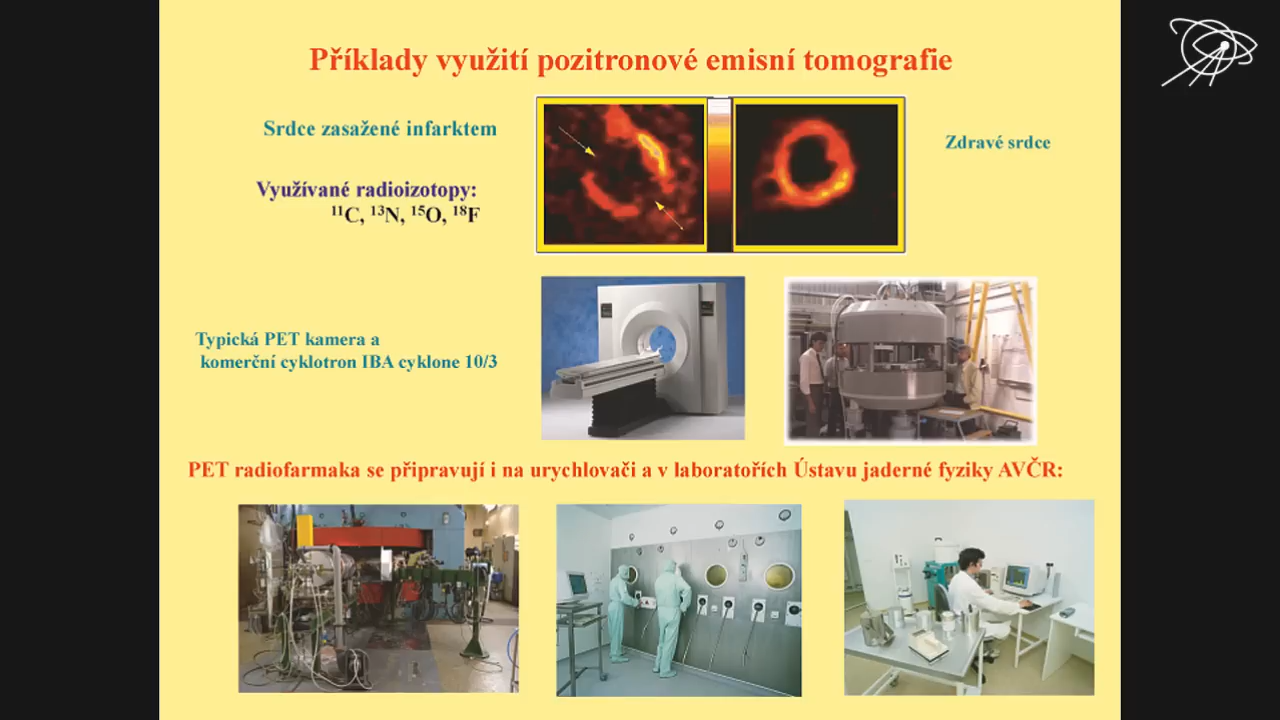 Příklady využití pozitronové emisní tomografie
Srdce zasažené infarktem
Zdravé srdce
Využívané radioizotopy:
¹¹C, ¹³N, ¹⁵O, ¹⁸F
Typická PET kamera a
komerční cyklotron IBA cyklone 10/3
PET radiofarmaka se připravují i na urychlovači a v laboratořích Ústavu jaderné fyziky AVČR: